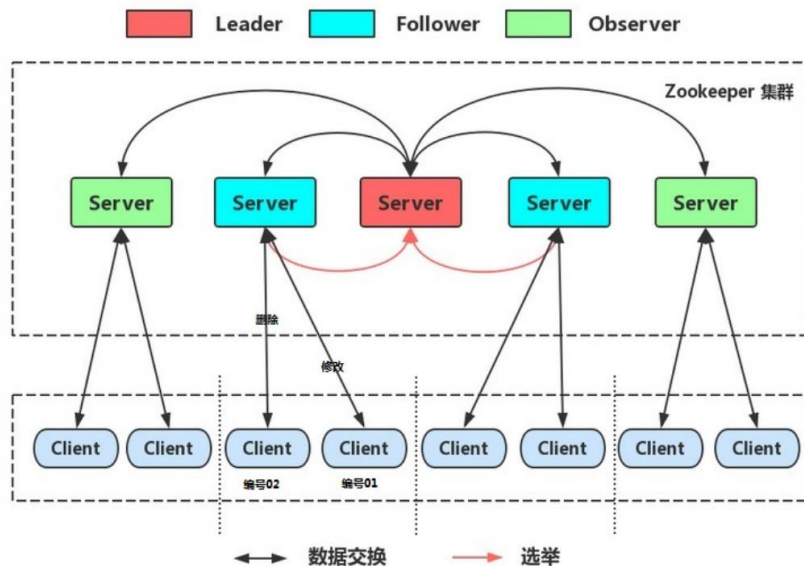 Leader Follower Observer
Zookeeper 集群
Server Server Server Server Server
删除
修改
Client Client Client Client Client Client Client Client
编号02 编号01
数据交换 选举